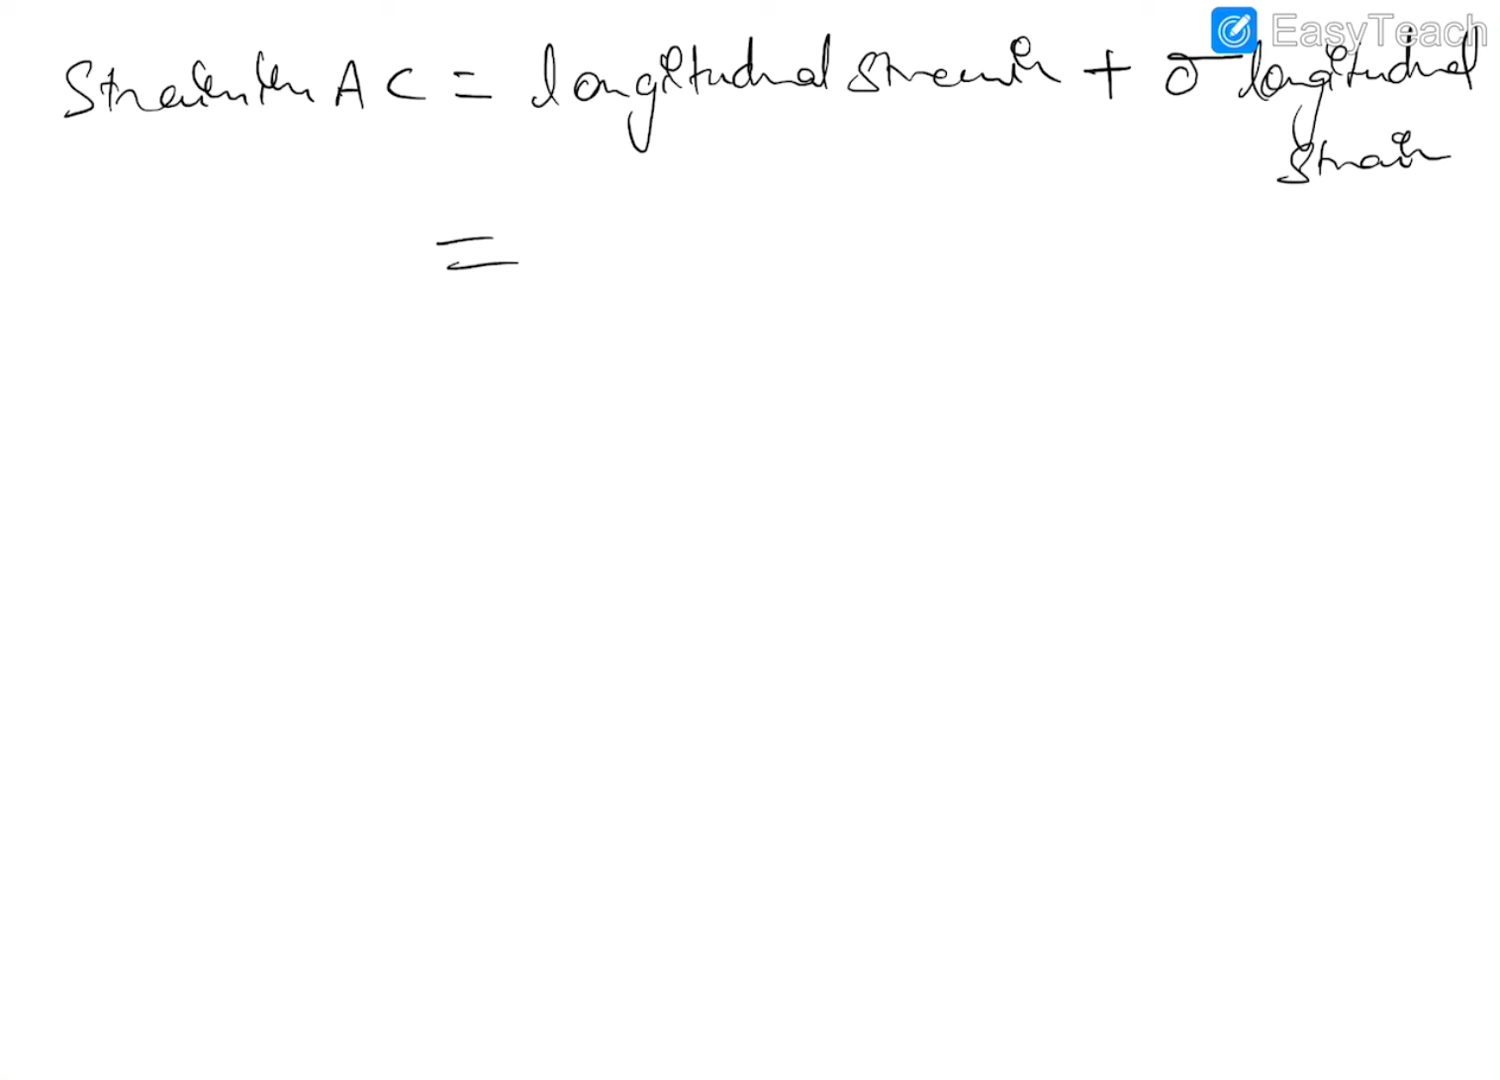 EasyTeach
Strain in AC = longitudinal strain + σ longitudinal
strain
=